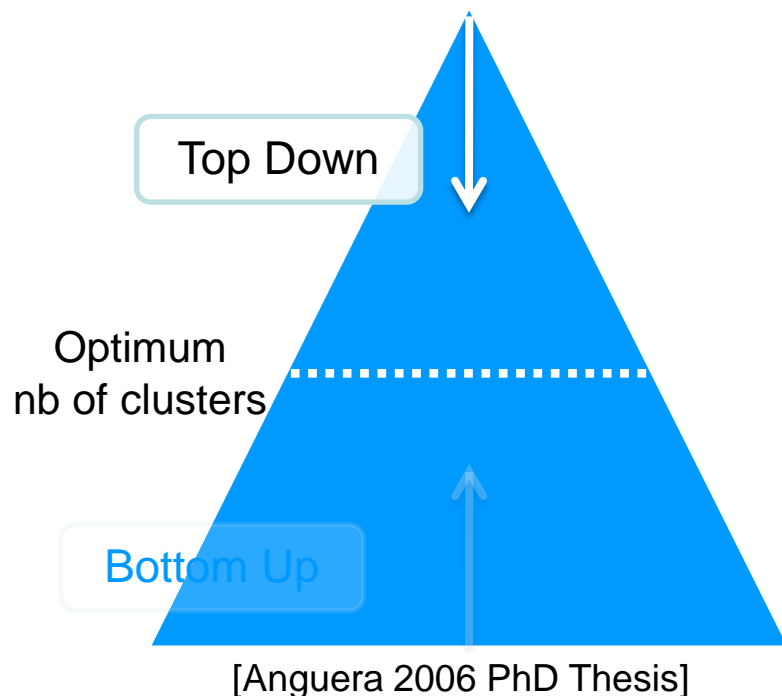 Top Down
Optimum
nb of clusters
Bottom Up
[Anguera 2006 PhD Thesis]